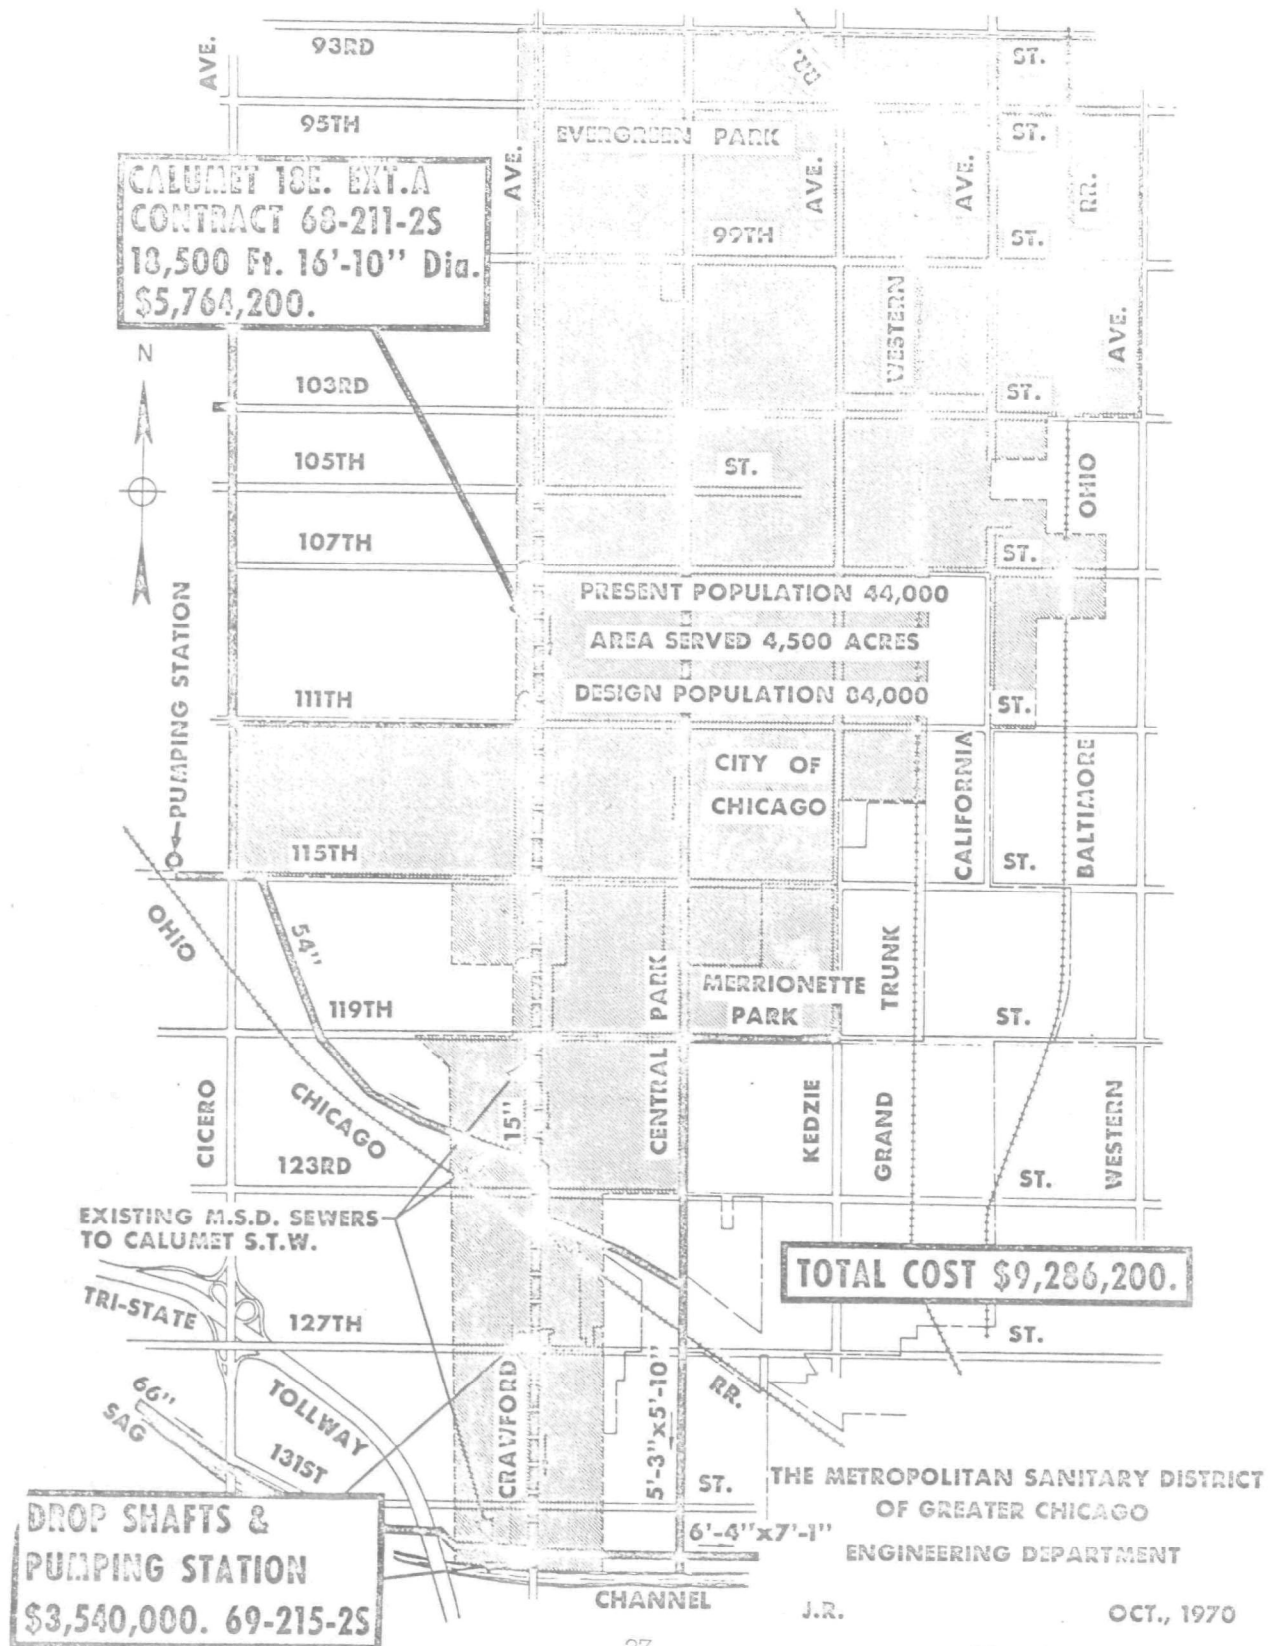 93RD
ST.
AVE.
RR.
95TH
ST.
EVERGREEN PARK
CALUMET 18E. EXT.A
CONTRACT 68-211-2S
18,500 Ft. 16'-10" Dia.
$5,764,200.
AVE.
AVE.
AVE.
RR.
99TH
ST.
WESTERN
AVE.
N
103RD
ST.
105TH
ST.
OHIO
107TH
ST.
PRESENT POPULATION 44,000
AREA SERVED 4,500 ACRES
DESIGN POPULATION 84,000
PUMPING STATION
111TH
ST.
CITY OF
CHICAGO
CALIFORNIA
BALTIMORE
115TH
ST.
OHIO
54"
119TH
CENTRAL PARK
MERRIONETTE
PARK
TRUNK
ST.
CICERO
CHICAGO
15"
KEDZIE
GRAND
WESTERN
123RD
ST.
EXISTING M.S.D. SEWERS
TO CALUMET S.T.W.
TOTAL COST $9,286,200.
TRI-STATE
127TH
ST.
66"
SAG
TOLLWAY
131ST
CRAWFORD
5'-3"x5'-10"
RR.
ST.
6'-4"x7'-1"
THE METROPOLITAN SANITARY DISTRICT
OF GREATER CHICAGO
ENGINEERING DEPARTMENT
DROP SHAFTS &
PUMPING STATION
$3,540,000. 69-215-2S
CHANNEL
J.R.
OCT., 1970